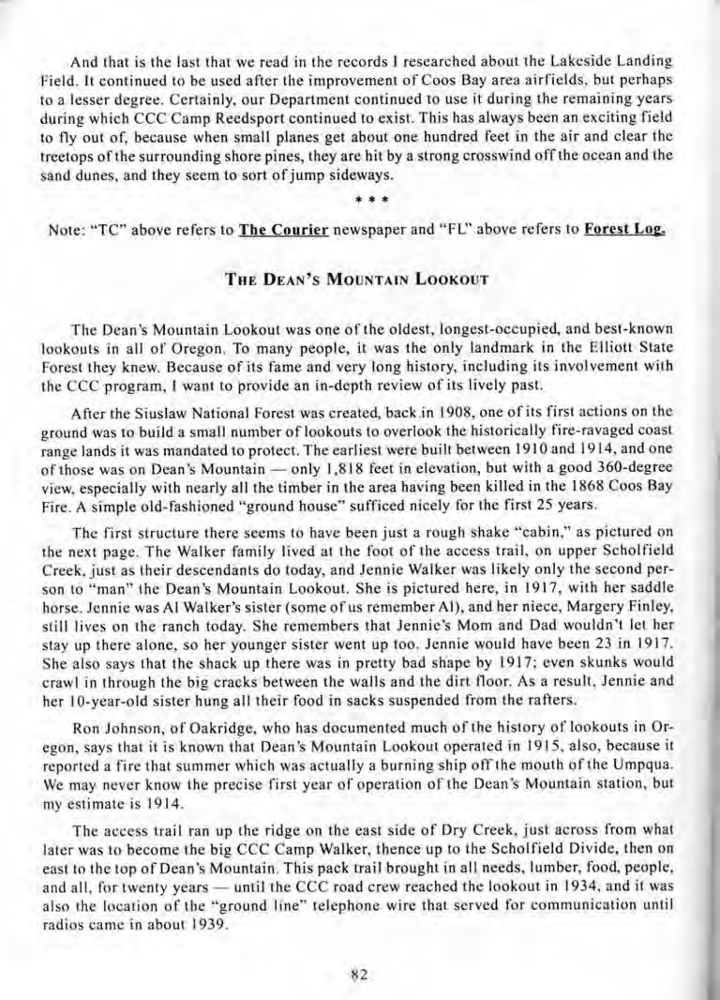 And that is the last that we read in the records I researched about the Lakeside Landing
Field. It continued to be used after the improvement of Coos Bay area airfields, but perhaps
to a lesser degree. Certainly, our Department continued to use it during the remaining years
during which CCC Camp Reedsport continued to exist. This has always been an exciting field
to fly out of, because when small planes get about one hundred feet in the air and clear the
treetops of the surrounding shore pines, they are hit by a strong crosswind off the ocean and the
sand dunes, and they seem to sort of jump sideways.
* * *
Note: “TC” above refers to The Courier newspaper and “FL” above refers to Forest Log.
THE DEAN’S MOUNTAIN LOOKOUT
The Dean’s Mountain Lookout was one of the oldest, longest-occupied, and best-known
lookouts in all of Oregon. To many people, it was the only landmark in the Elliott State
Forest they knew. Because of its fame and very long history, including its involvement with
the CCC program, I want to provide an in-depth review of its lively past.
After the Siuslaw National Forest was created, back in 1908, one of its first actions on the
ground was to build a small number of lookouts to overlook the historically fire-ravaged coast
range lands it was mandated to protect. The earliest were built between 1910 and 1914, and one
of those was on Dean’s Mountain — only 1,818 feet in elevation, but with a good 360-degree
view, especially with nearly all the timber in the area having been killed in the 1868 Coos Bay
Fire. A simple old-fashioned “ground house” sufficed nicely for the first 25 years.
The first structure there seems to have been just a rough shake “cabin,” as pictured on
the next page. The Walker family lived at the foot of the access trail, on upper Scholfield
Creek, just as their descendants do today, and Jennie Walker was likely only the second per-
son to “man” the Dean’s Mountain Lookout. She is pictured here, in 1917, with her saddle
horse. Jennie was Al Walker’s sister (some of us remember Al), and her niece, Margery Finley,
still lives on the ranch today. She remembers that Jennie’s Mom and Dad wouldn’t let her
stay up there alone, so her younger sister went up too. Jennie would have been 23 in 1917.
She also says that the shack up there was in pretty bad shape by 1917; even skunks would
crawl in through the big cracks between the walls and the dirt floor. As a result, Jennie and
her 10-year-old sister hung all their food in sacks suspended from the rafters.
Ron Johnson, of Oakridge, who has documented much of the history of lookouts in Or-
egon, says that it is known that Dean’s Mountain Lookout operated in 1915, also, because it
reported a fire that summer which was actually a burning ship off the mouth of the Umpqua.
We may never know the precise first year of operation of the Dean’s Mountain station, but
my estimate is 1914.
The access trail ran up the ridge on the east side of Dry Creek, just across from what
later was to become the big CCC Camp Walker, thence up to the Scholfield Divide, then on
east to the top of Dean’s Mountain. This pack trail brought in all needs, lumber, food, people,
and all, for twenty years — until the CCC road crew reached the lookout in 1934, and it was
also the location of the “ground line” telephone wire that served for communication until
radios came in about 1939.
82